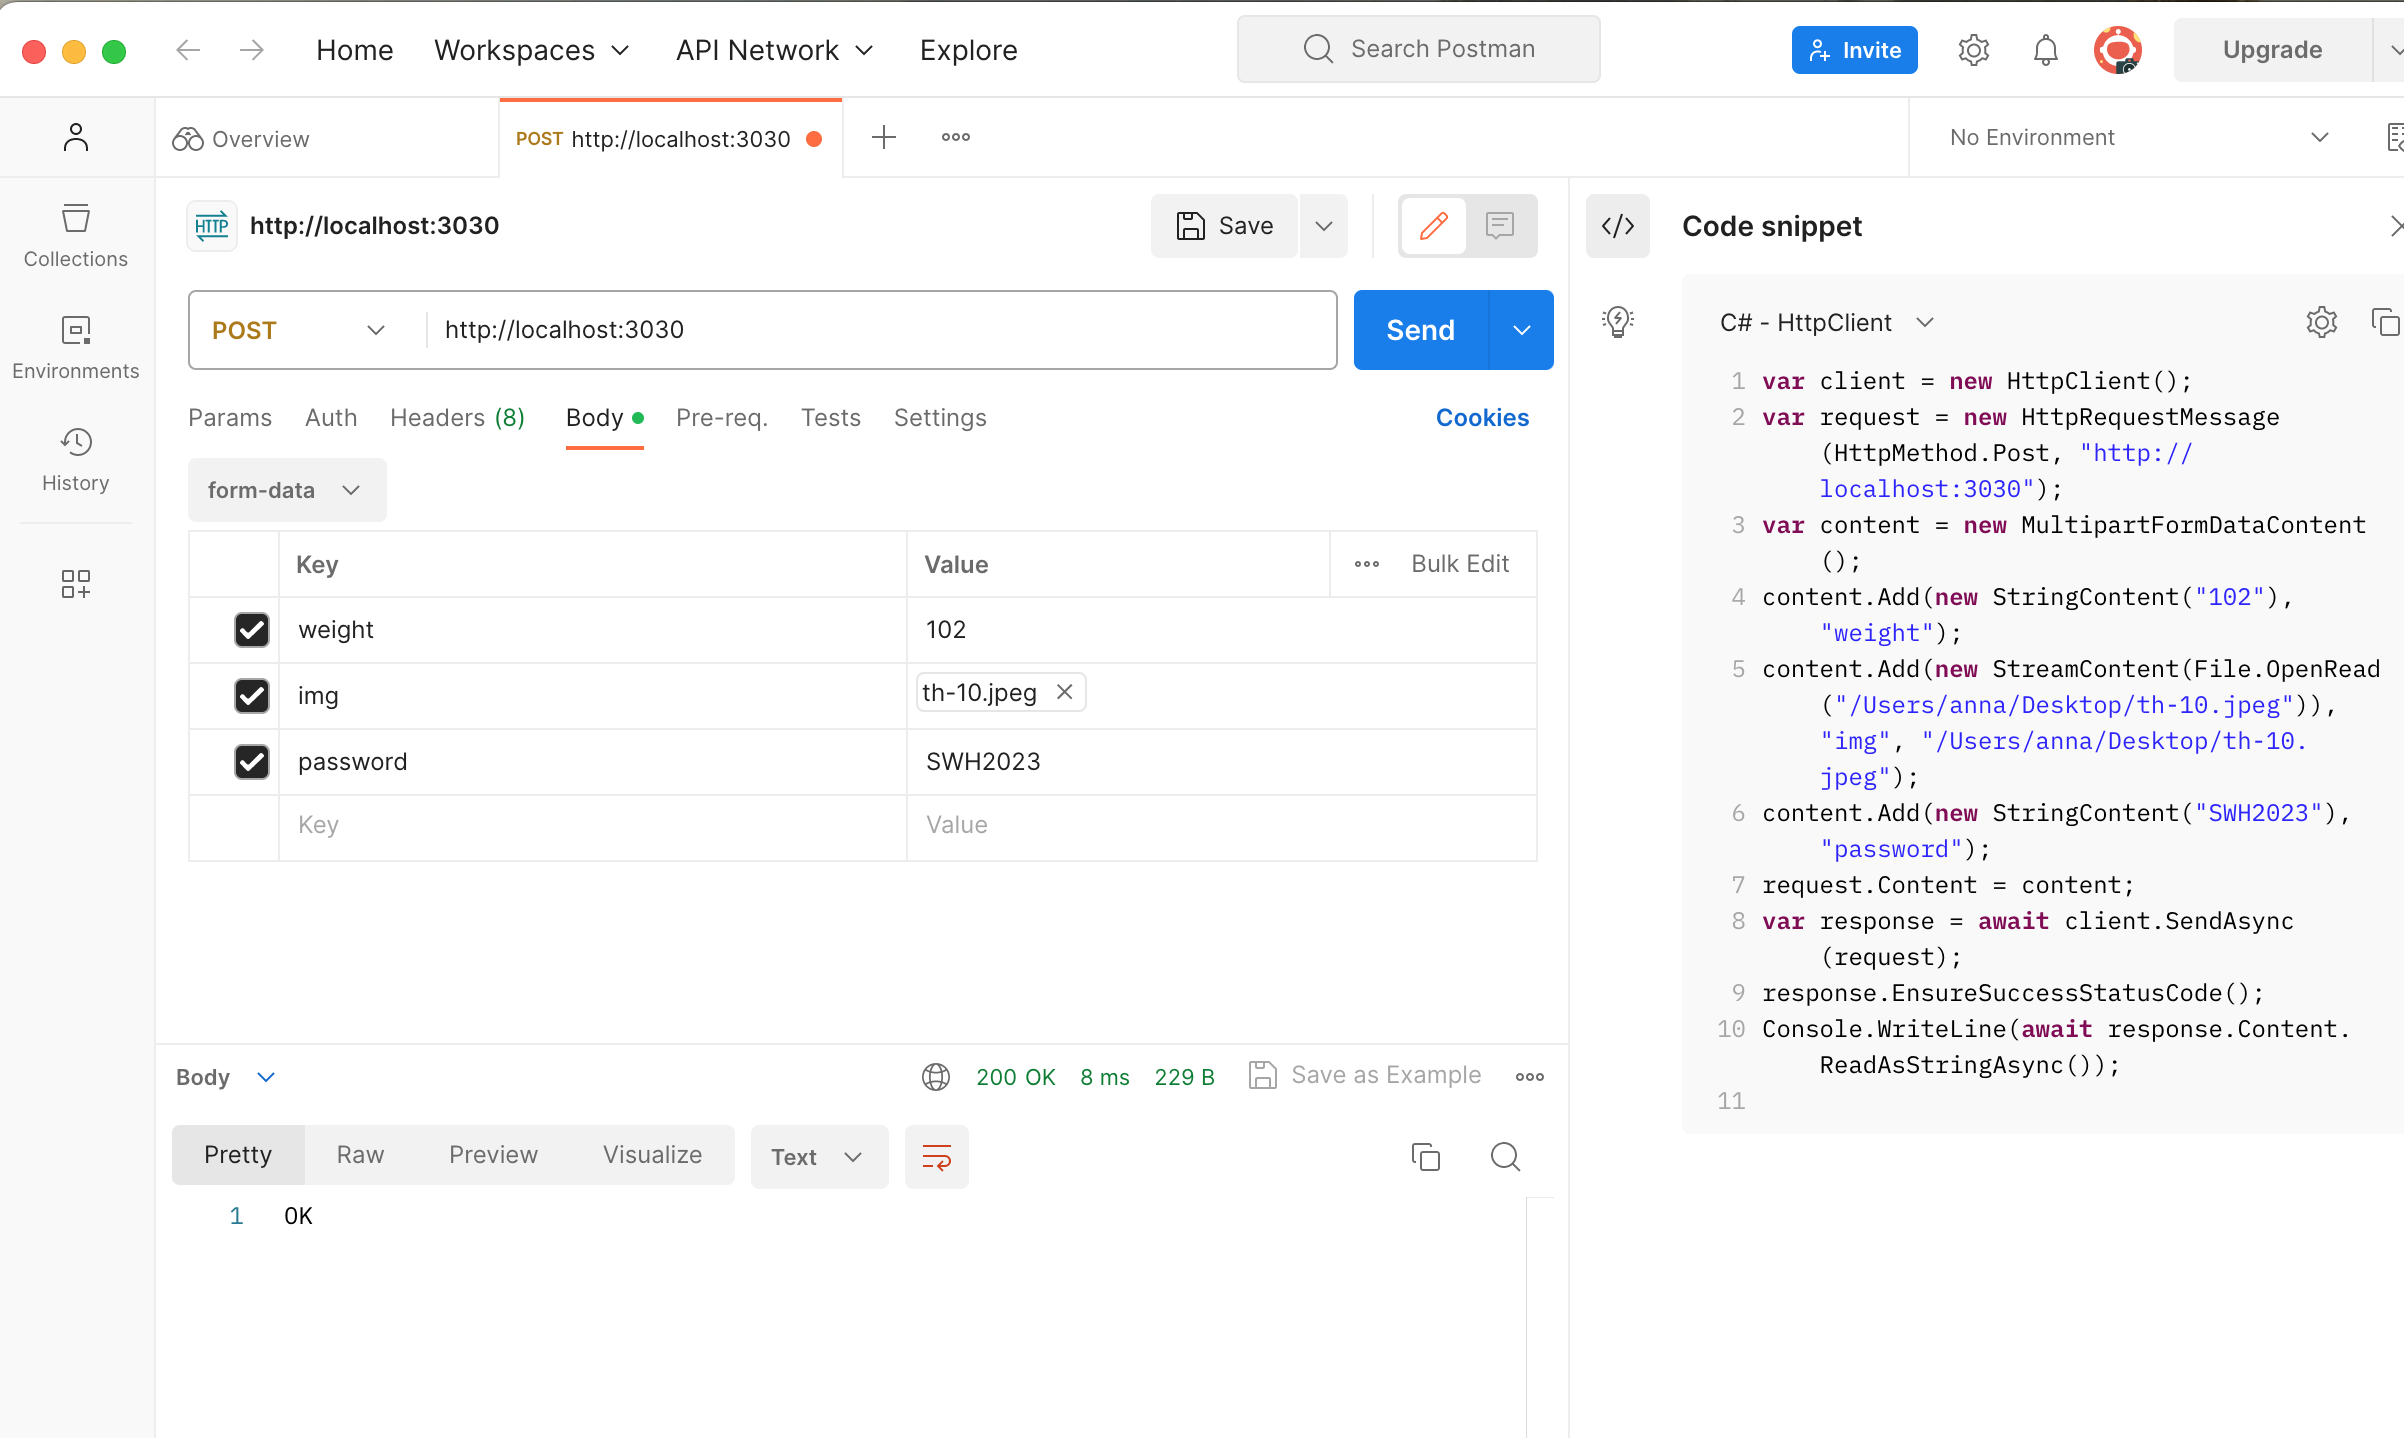 Home Workspaces API Network Explore Search Postman Invite Upgrade
Overview POST http://localhost:3030 No Environment
Collections
Environments
History
HTTP http://localhost:3030 Save
POST http://localhost:3030 Send
Params Auth Headers (8) Body Pre-req. Tests Settings Cookies
form-data
Key Value Bulk Edit
weight 102
img th-10.jpeg
password SWH2023
Key Value
Body 200 OK 8 ms 229 B Save as Example
Pretty Raw Preview Visualize Text
1 OK
</> Code snippet
C# - HttpClient
1 var client = new HttpClient();
2 var request = new HttpRequestMessage
(HttpMethod.Post, "http://
localhost:3030");
3 var content = new MultipartFormDataContent
();
4 content.Add(new StringContent("102"),
"weight");
5 content.Add(new StreamContent(File.OpenRead
("/Users/anna/Desktop/th-10.jpeg")),
"img", "/Users/anna/Desktop/th-10.
jpeg");
6 content.Add(new StringContent("SWH2023"),
"password");
7 request.Content = content;
8 var response = await client.SendAsync
(request);
9 response.EnsureSuccessStatusCode();
10 Console.WriteLine(await response.Content.
ReadAsStringAsync());
11